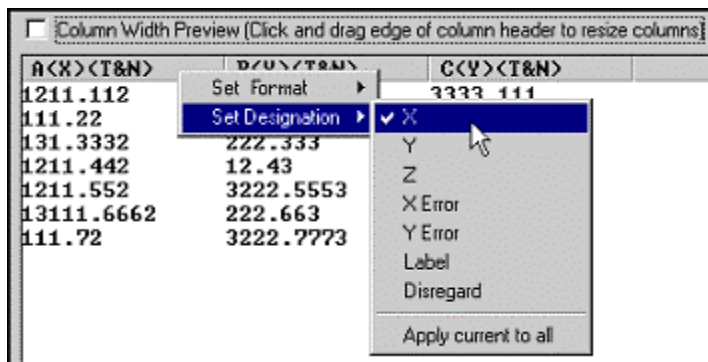 Column Width Preview (Click and drag edge of column header to resize columns)
A(X)(T&N) B(Y)(T&N) C(Y)(T&N)
1211.112 Set Format 3333.111
111.22 Set Designation X
131.3332 222.333 Y
1211.442 12.43 Z
1211.552 3222.5553 X Error
13111.6662 222.663 Y Error
111.72 3222.7773 Label
Disregard
Apply current to all